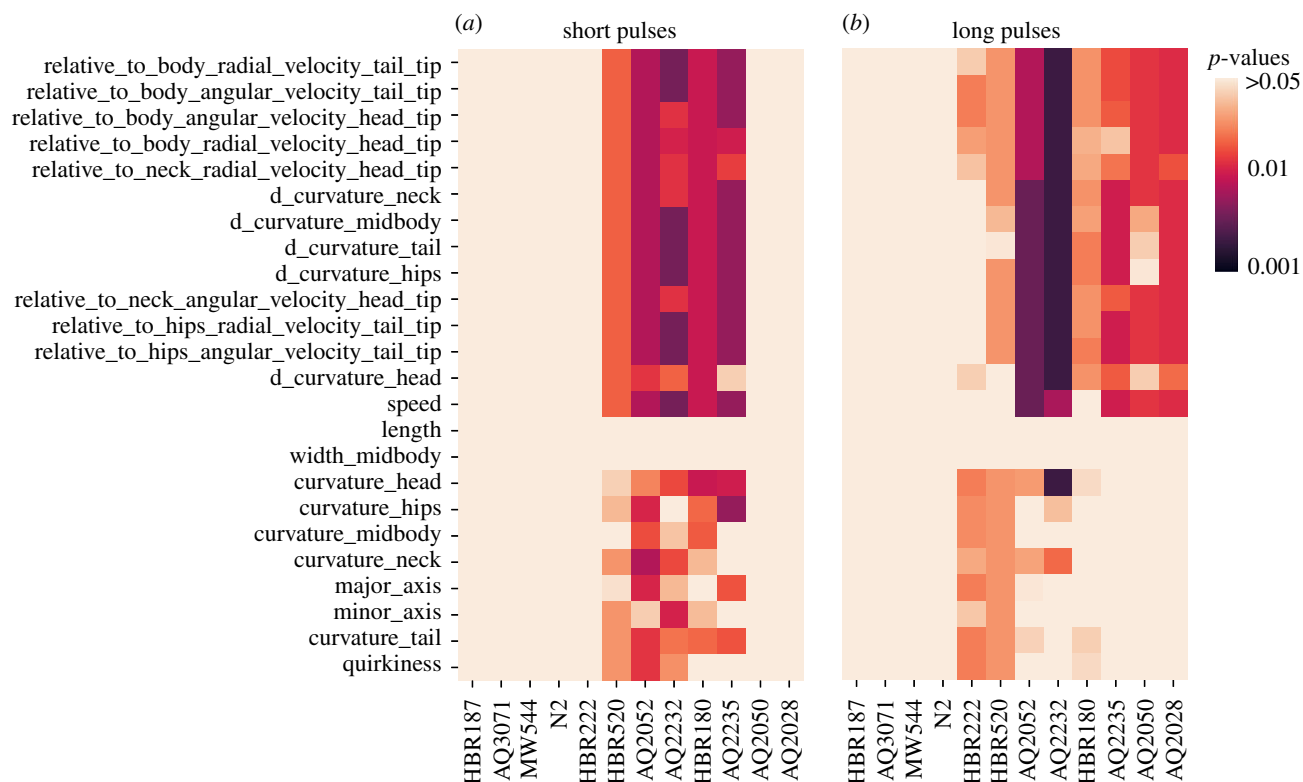 (a)
short pulses
(b)
long pulses
p-values
>0.05
0.01
0.001
relative_to_body_radial_velocity_tail_tip
relative_to_body_angular_velocity_tail_tip
relative_to_body_angular_velocity_head_tip
relative_to_body_radial_velocity_head_tip
relative_to_neck_radial_velocity_head_tip
d_curvature_neck
d_curvature_midbody
d_curvature_tail
d_curvature_hips
relative_to_neck_angular_velocity_head_tip
relative_to_hips_radial_velocity_tail_tip
relative_to_hips_angular_velocity_tail_tip
d_curvature_head
speed
length
width_midbody
curvature_head
curvature_hips
curvature_midbody
curvature_neck
major_axis
minor_axis
curvature_tail
quirkiness
HBR187
AQ3071
MW544
N2
HBR222
HBR520
AQ2052
AQ2232
HBR180
AQ2235
AQ2050
AQ2028
HBR187
AQ3071
MW544
N2
HBR222
HBR520
AQ2052
AQ2232
HBR180
AQ2235
AQ2050
AQ2028